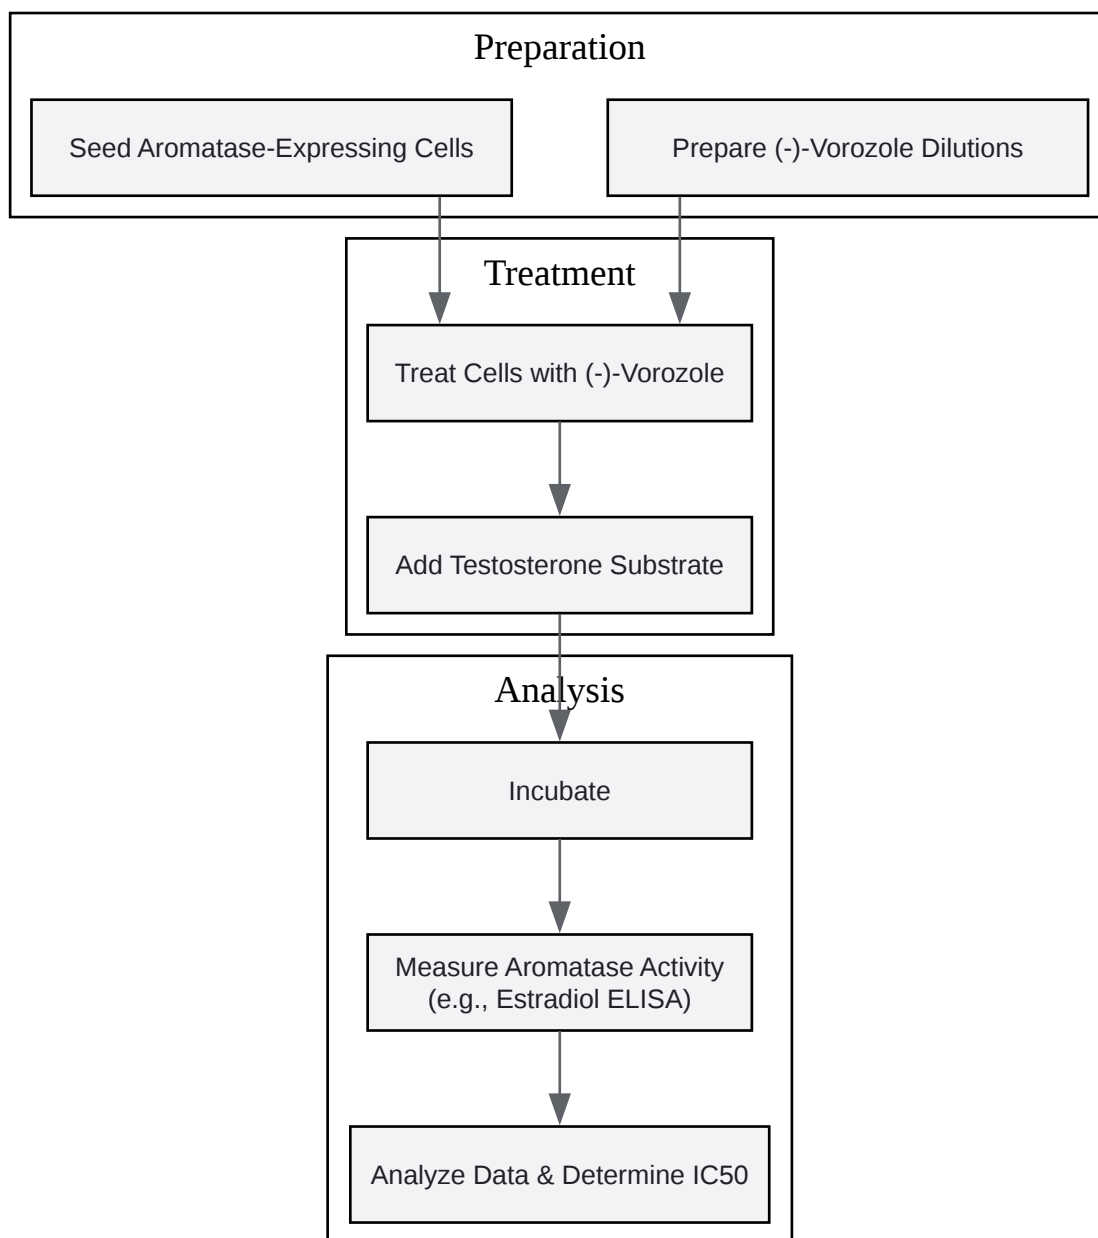 Preparation
Seed Aromatase-Expressing Cells
Prepare (-)-Vorozole Dilutions
Treatment
Treat Cells with (-)-Vorozole
Add Testosterone Substrate
Analysis
Incubate
Measure Aromatase Activity
(e.g., Estradiol ELISA)
Analyze Data & Determine IC50